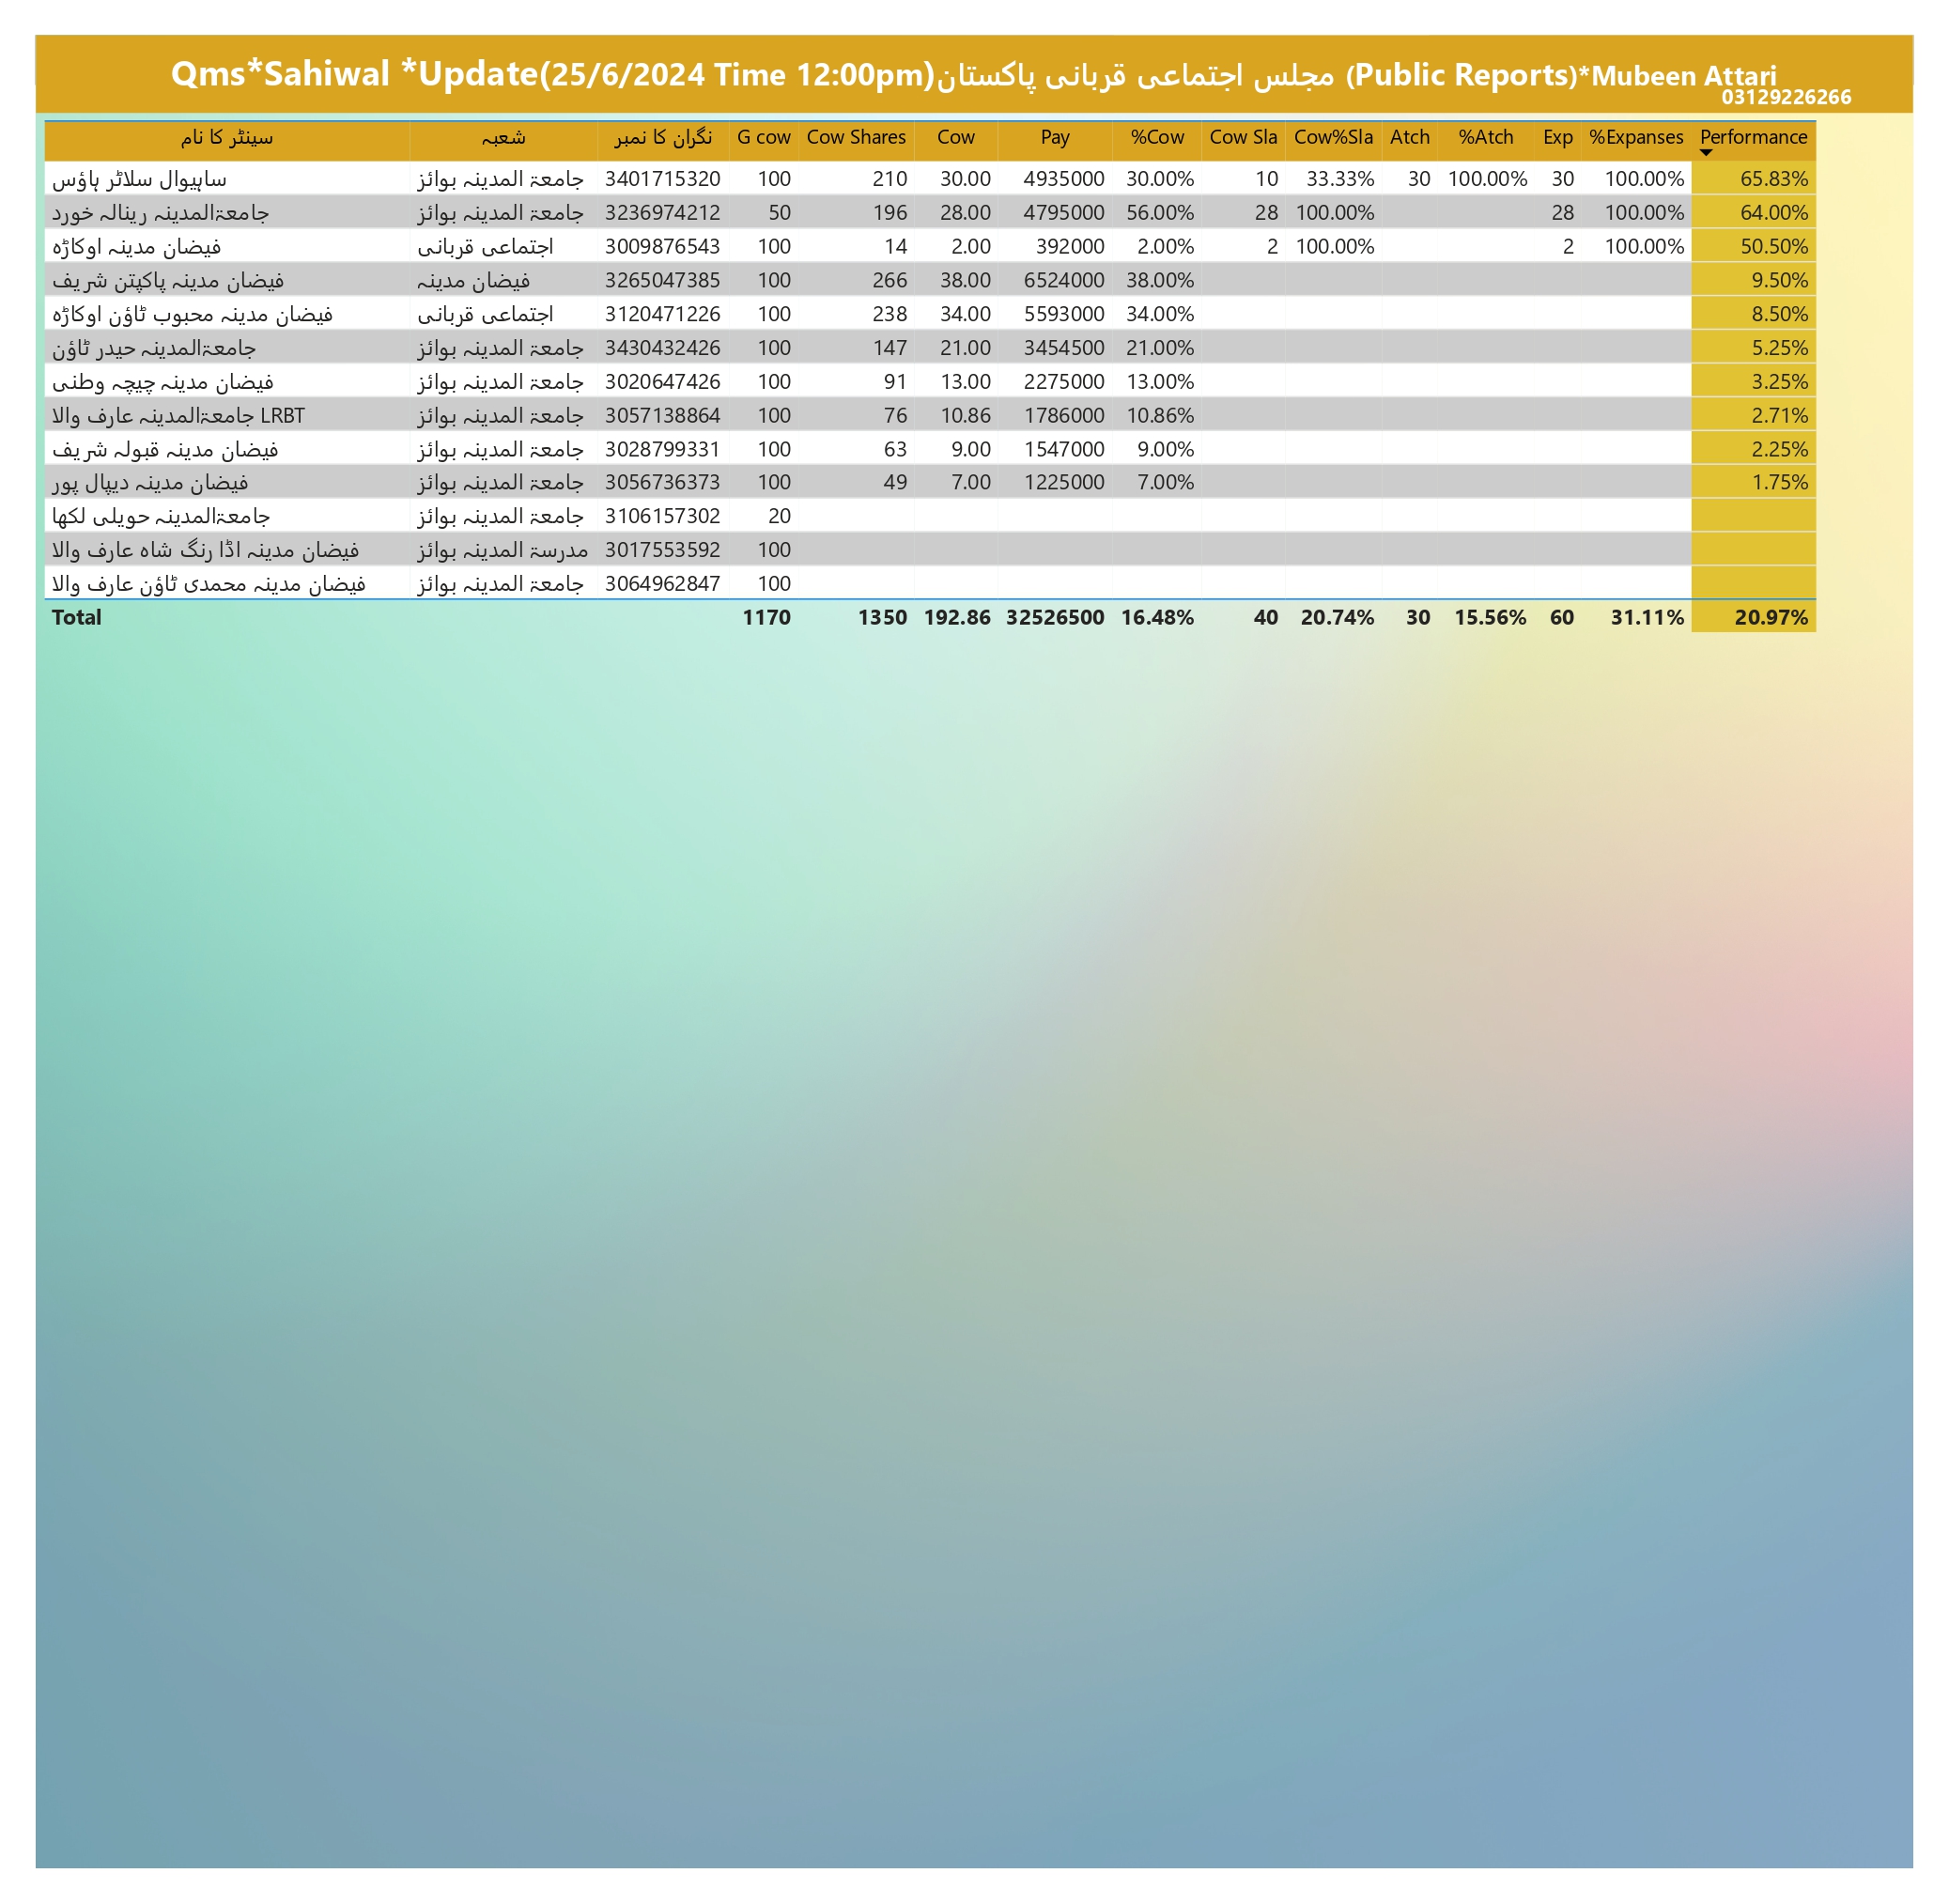 Qms*Sahiwal *Update(25/6/2024 Time 12:00pm)مجلس اجتماعی قربانی پاکستان (Public Reports)*Mubeen Attari
03129226266
سینٹر کا نام شعبہ نگران کا نمبر G cow Cow Shares Cow Pay %Cow Cow Sla Cow%Sla Atch %Atch Exp %Expanses Performance
ساہیوال سلاٹر ہاؤس جامعۃ المدینہ بوائز 3401715320 100 210 30.00 4935000 30.00% 10 33.33% 30 100.00% 30 100.00% 65.83%
جامعۃالمدینہ رینالہ خورد جامعۃ المدینہ بوائز 3236974212 50 196 28.00 4795000 56.00% 28 100.00% 28 100.00% 64.00%
فیضان مدینہ اوکاڑہ اجتماعی قربانی 3009876543 100 14 2.00 392000 2.00% 2 100.00% 2 100.00% 50.50%
فیضان مدینہ پاکپتن شریف فیضان مدینہ 3265047385 100 266 38.00 6524000 38.00% 9.50%
فیضان مدینہ محبوب ٹاؤن اوکاڑہ اجتماعی قربانی 3120471226 100 238 34.00 5593000 34.00% 8.50%
جامعۃالمدینہ حیدر ٹاؤن جامعۃ المدینہ بوائز 3430432426 100 147 21.00 3454500 21.00% 5.25%
فیضان مدینہ چیچہ وطنی جامعۃ المدینہ بوائز 3020647426 100 91 13.00 2275000 13.00% 3.25%
جامعۃالمدینہ عارف والا LRBT جامعۃ المدینہ بوائز 3057138864 100 76 10.86 1786000 10.86% 2.71%
فیضان مدینہ قبولہ شریف جامعۃ المدینہ بوائز 3028799331 100 63 9.00 1547000 9.00% 2.25%
فیضان مدینہ دیپال پور جامعۃ المدینہ بوائز 3056736373 100 49 7.00 1225000 7.00% 1.75%
جامعۃالمدینہ حویلی لکھا جامعۃ المدینہ بوائز 3106157302 20
فیضان مدینہ اڈا رنگ شاہ عارف والا مدرسۃ المدینہ بوائز 3017553592 100
فیضان مدینہ محمدی ٹاؤن عارف والا جامعۃ المدینہ بوائز 3064962847 100
Total 1170 1350 192.86 32526500 16.48% 40 20.74% 30 15.56% 60 31.11% 20.97%